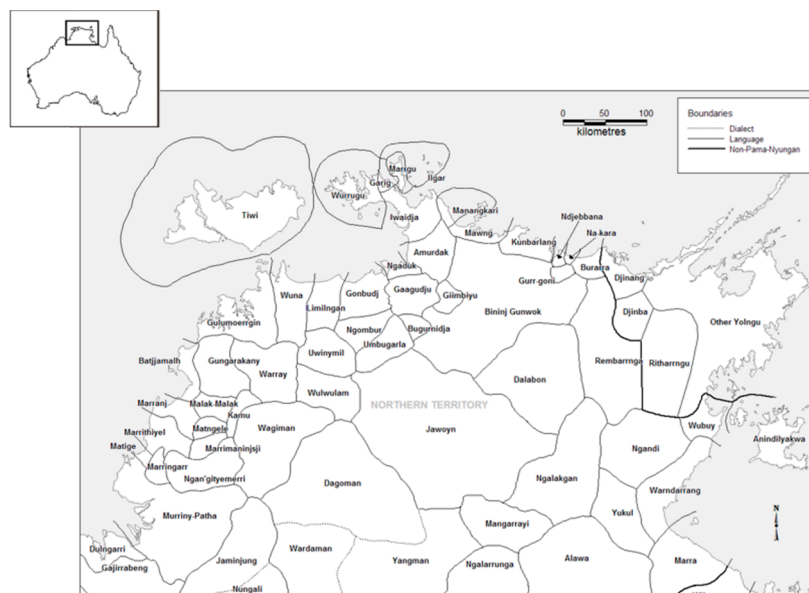 0 50 100
kilometres
Boundaries
Dialect
Language
Non-Pama-Nyungan
Marrgu
Ilgar
Garig
Wurrugu
Tiwi
Iwaidja
Manangkari
Ndjebbana
Na-kara
Mawng
Kunbarlang
Amurdak
Ngaduk
Gurr-goni
Burarra
Djinang
Wuna
Gonbudj
Gaagudju
Giimbiyu
Limilngan
Bininj Gunwok
Djinba
Other Yolngu
Gulumoerrgin
Ngombur
Bugurnidja
Umbugarla
Uwinymil
Batjjamalh
Gungarakany
Warray
Rembarrnga
Ritharrngu
Dalabon
Wulwulam
Marranj
Malak-Malak
Kamu
NORTHERN TERRITORY
Matngele
Wagiman
Jawoyn
Wubuy
Marrithiyel
Anindilyakwa
Matige
Marrimaninjsji
Ngandi
Marringarr
Ngan'gityemerri
Dagoman
Ngalakgan
Warndarrang
Murriny-Patha
Yukul
N
Mangarrayi
Dulngarri
Wardaman
Gajirrabeng
Jaminjung
Yangman
Ngalarrunga
Alawa
Marra
Nungali